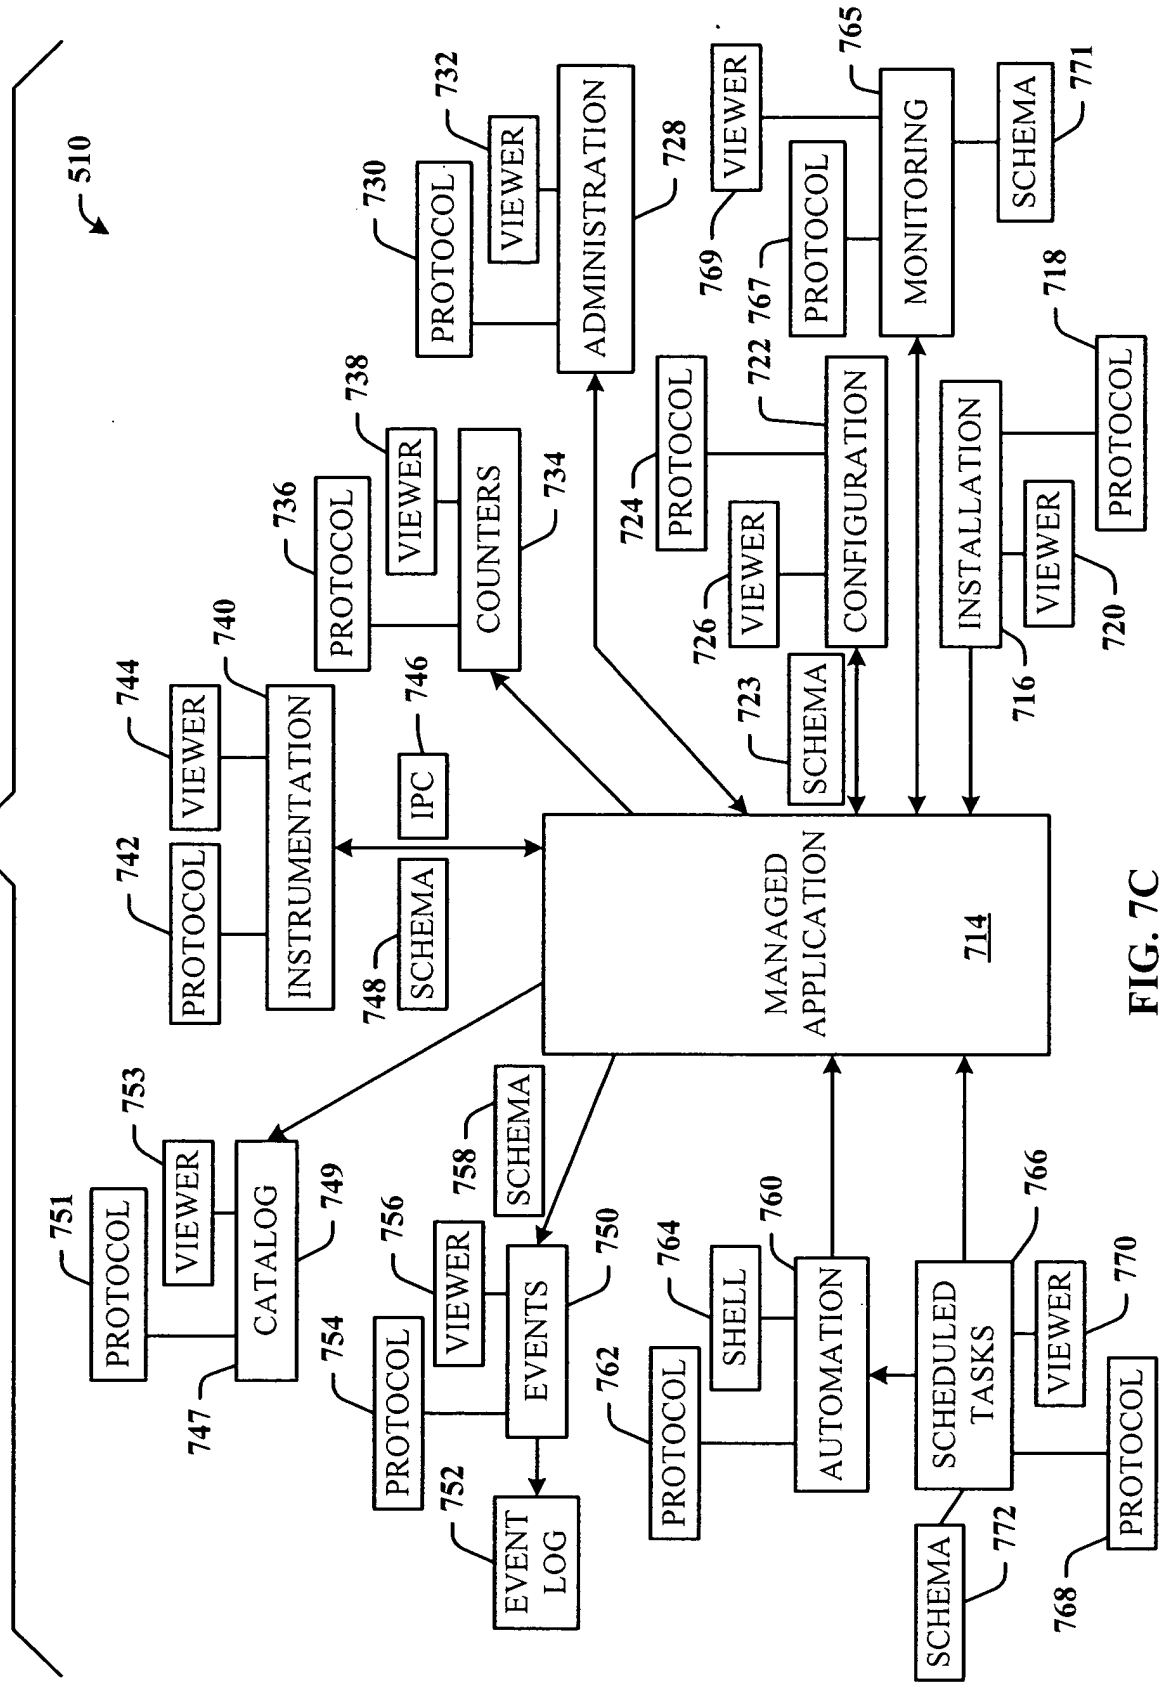 510
751
PROTOCOL
753
VIEWER
747
CATALOG
749
742
PROTOCOL
744
VIEWER
740
INSTRUMENTATION
748
SCHEMA
IPC
746
736
PROTOCOL
738
VIEWER
COUNTERS
734
730
PROTOCOL
732
VIEWER
ADMINISTRATION
728
754
PROTOCOL
756
VIEWER
758
SCHEMA
752
EVENT
LOG
EVENTS
750
762
PROTOCOL
764
SHELL
760
AUTOMATION
SCHEMA
772
SCHEDULED
TASKS
766
768
PROTOCOL
VIEWER
770
MANAGED
APPLICATION
714
723
SCHEMA
726
VIEWER
724
PROTOCOL
722
CONFIGURATION
767
PROTOCOL
769
VIEWER
765
MONITORING
SCHEMA
771
716
INSTALLATION
VIEWER
720
PROTOCOL
718
FIG. 7C